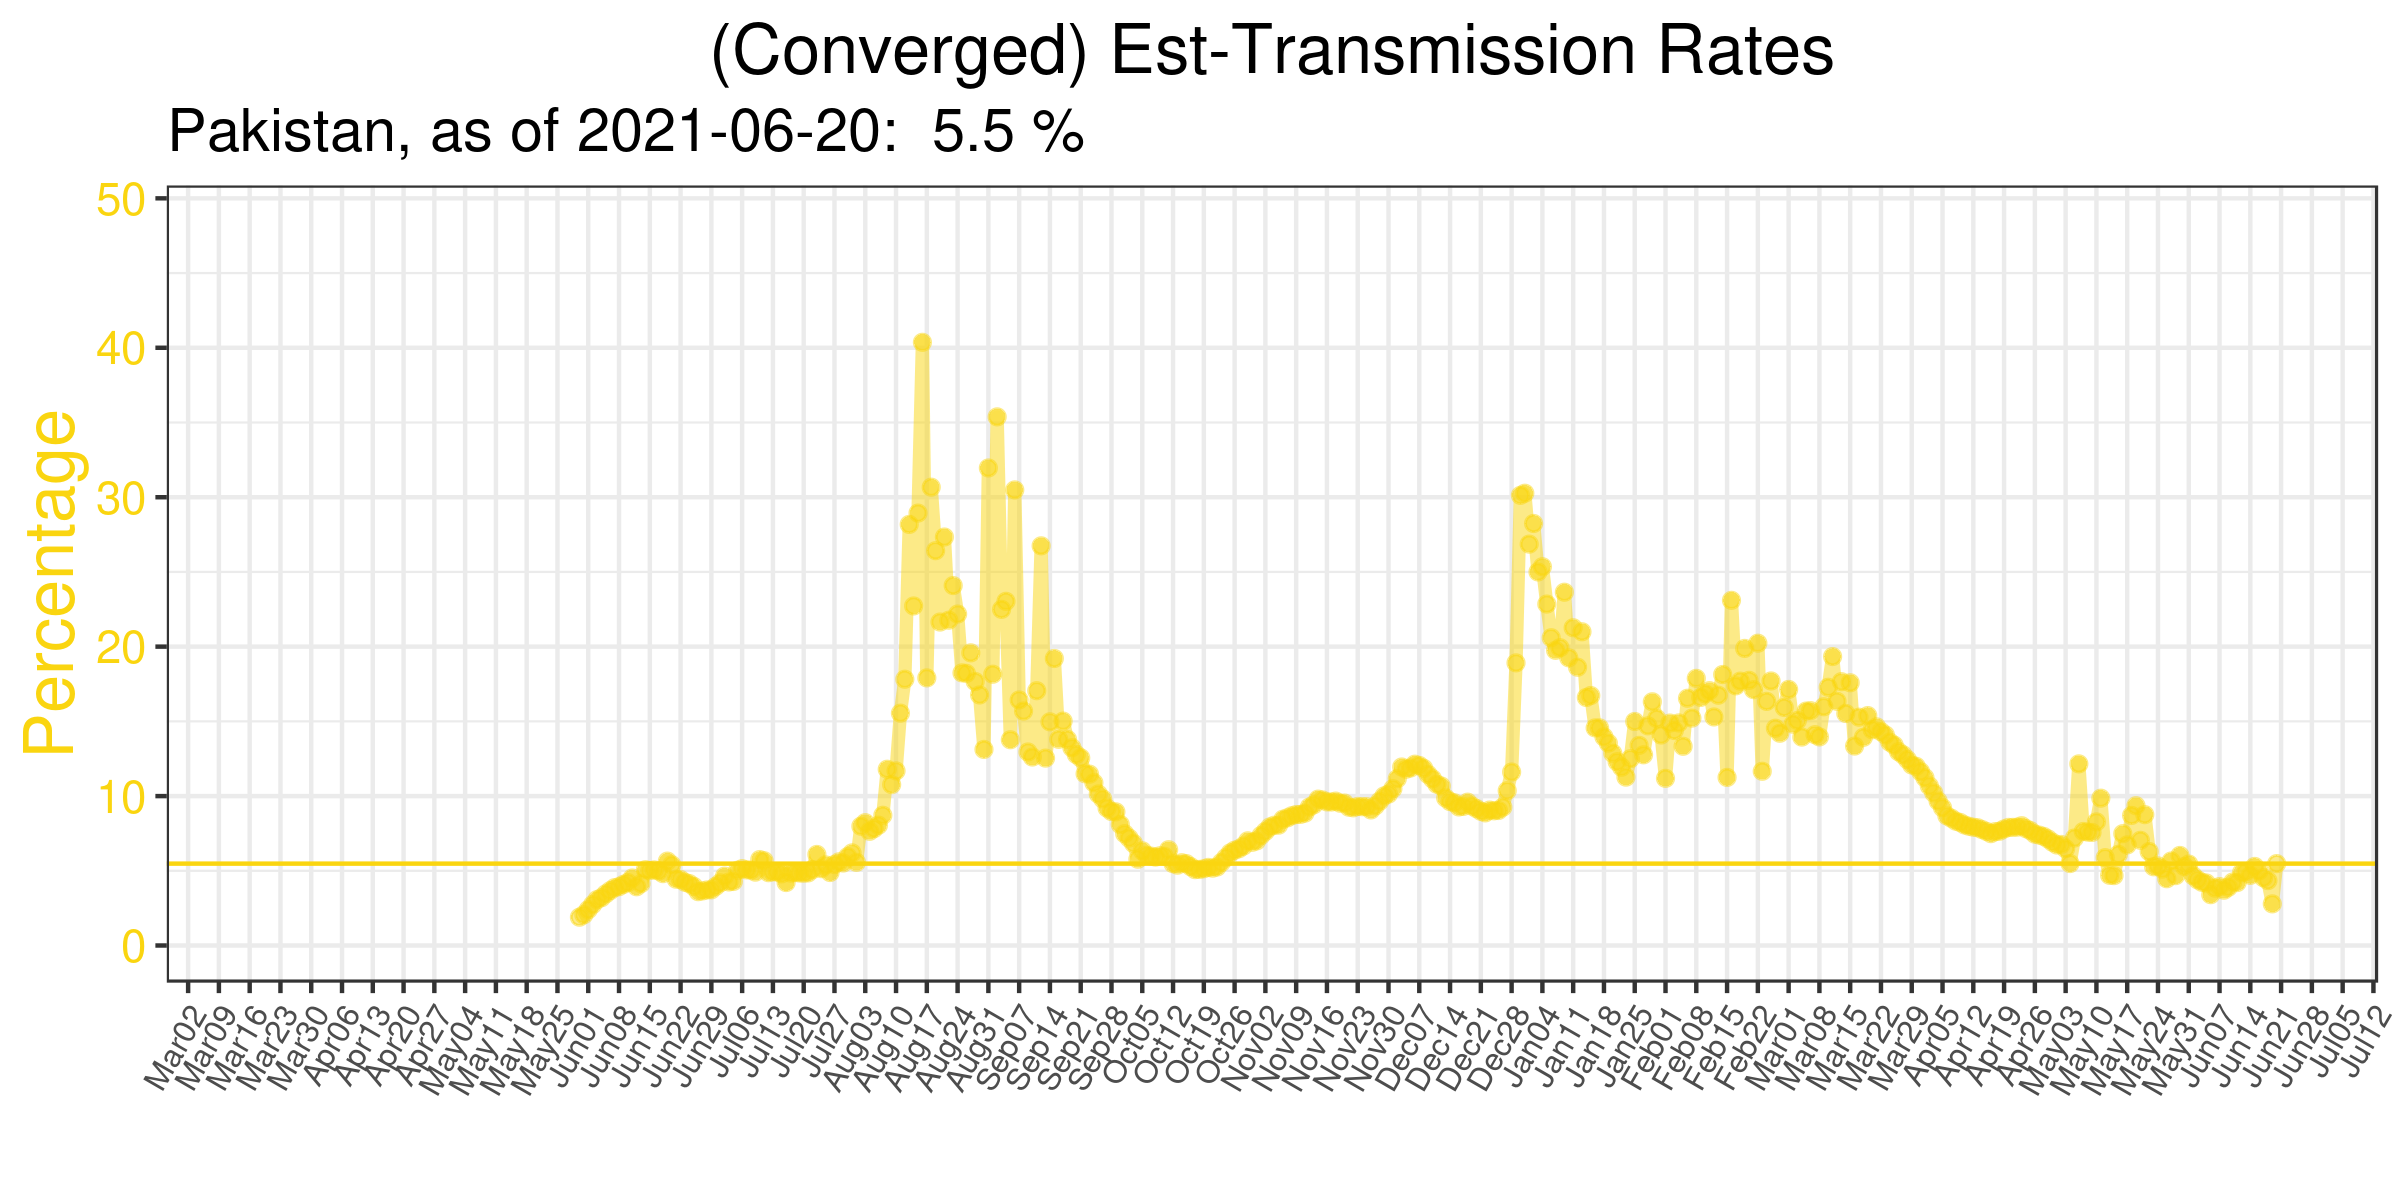 (Converged) Est-Transmission Rates
Pakistan, as of 2021-06-20:  5.5 %
Percentage
50
40
30
20
10
0
Mar02
Mar09
Mar16
Mar23
Mar30
Apr06
Apr13
Apr20
Apr27
May04
May11
May18
May25
Jun01
Jun08
Jun15
Jun22
Jun29
Jul06
Jul13
Jul20
Jul27
Aug03
Aug10
Aug17
Aug24
Aug31
Sep07
Sep14
Sep21
Sep28
Oct05
Oct12
Oct19
Oct26
Nov02
Nov09
Nov16
Nov23
Nov30
Dec07
Dec14
Dec21
Dec28
Jan04
Jan11
Jan18
Jan25
Feb01
Feb08
Feb15
Feb22
Mar01
Mar08
Mar15
Mar22
Mar29
Apr05
Apr12
Apr19
Apr26
May03
May10
May17
May24
May31
Jun07
Jun14
Jun21
Jun28
Jul05
Jul12